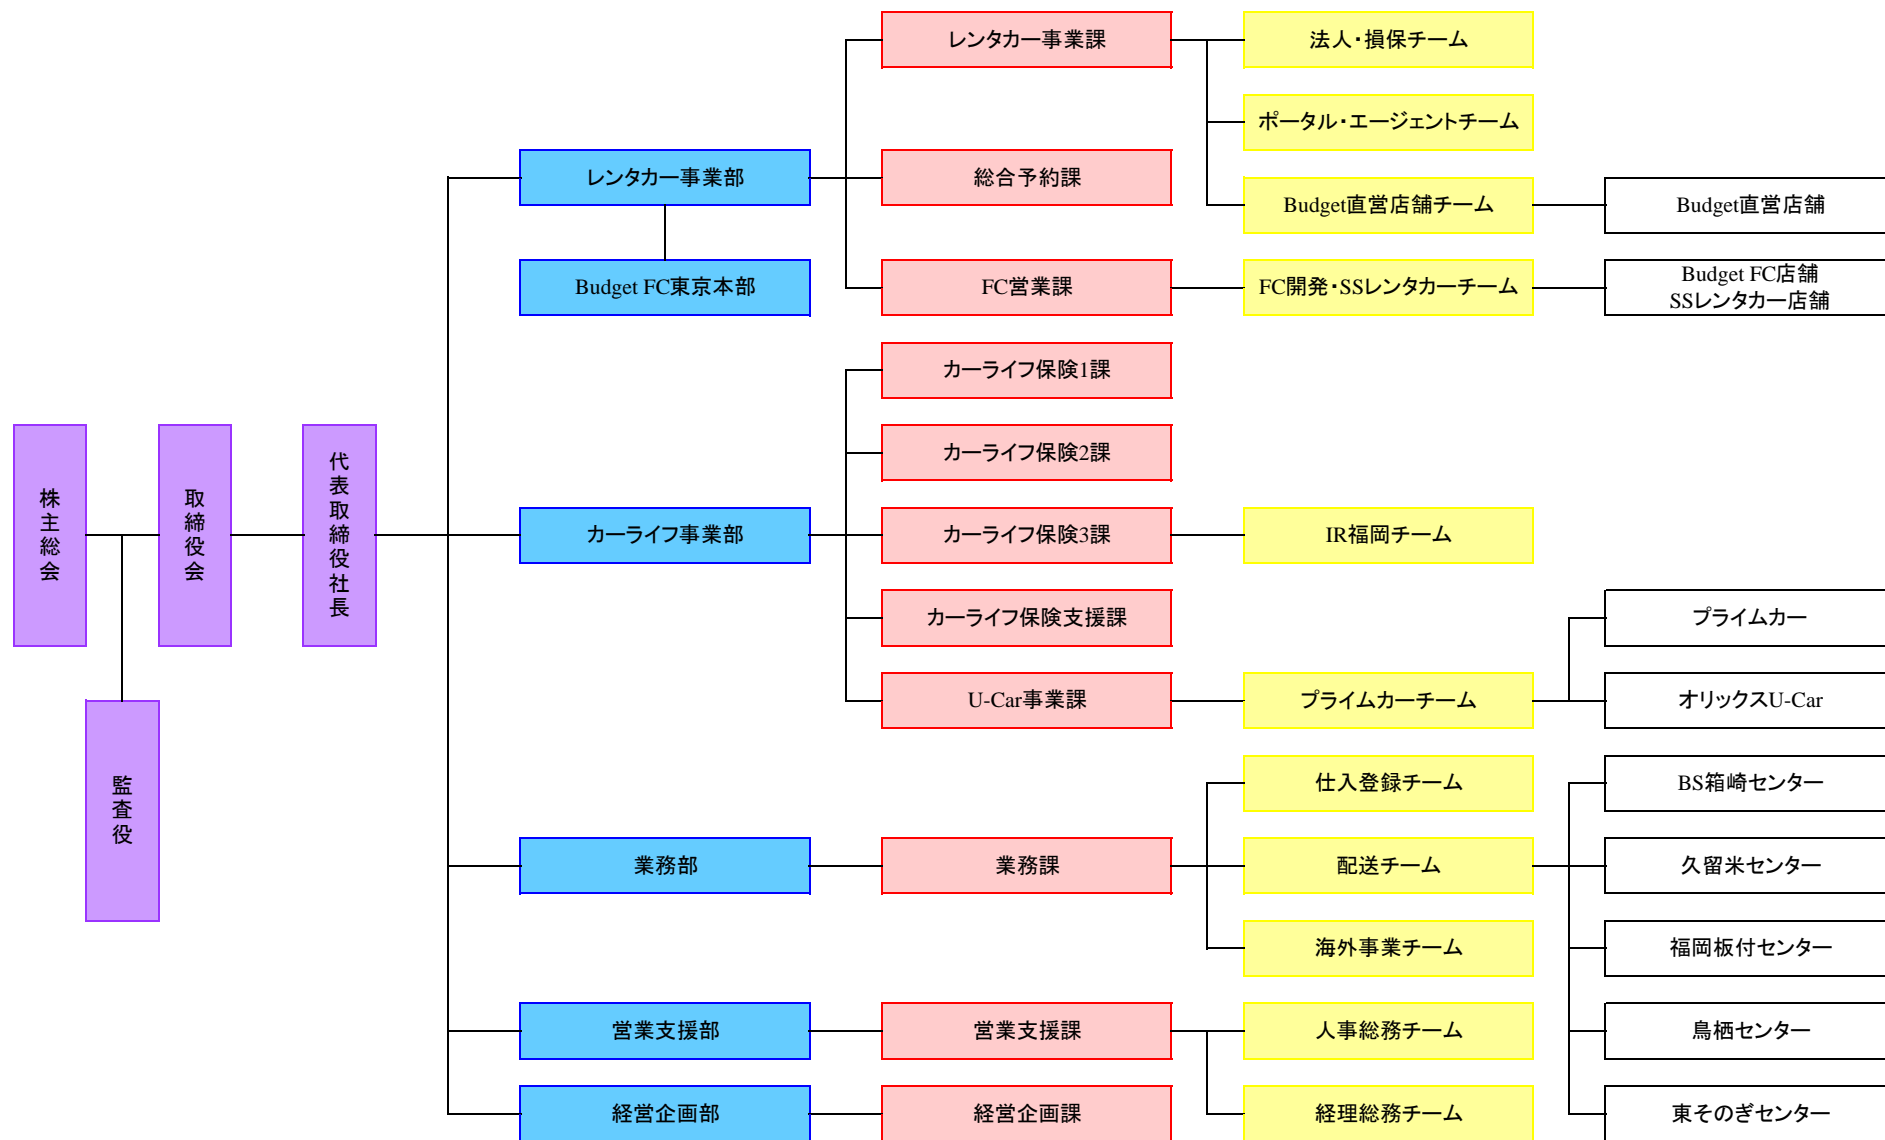 株主総会
監査役
取締役会
代表取締役社長
レンタカー事業部
Budget FC東京本部
レンタカー事業課
法人・損保チーム
ポータル・エージェントチーム
Budget直営店舗チーム
Budget直営店舗
総合予約課
FC営業課
FC開発・SSレンタカーチーム
Budget FC店舗
SSレンタカー店舗
カーライフ事業部
カーライフ保険1課
カーライフ保険2課
カーライフ保険3課
IR福岡チーム
カーライフ保険支援課
U-Car事業課
プライムカーチーム
プライムカー
オリックスU-Car
業務部
業務課
仕入登録チーム
配送チーム
BS箱崎センター
久留米センター
福岡板付センター
鳥栖センター
東そのぎセンター
海外事業チーム
営業支援部
営業支援課
人事総務チーム
経理総務チーム
経営企画部
経営企画課